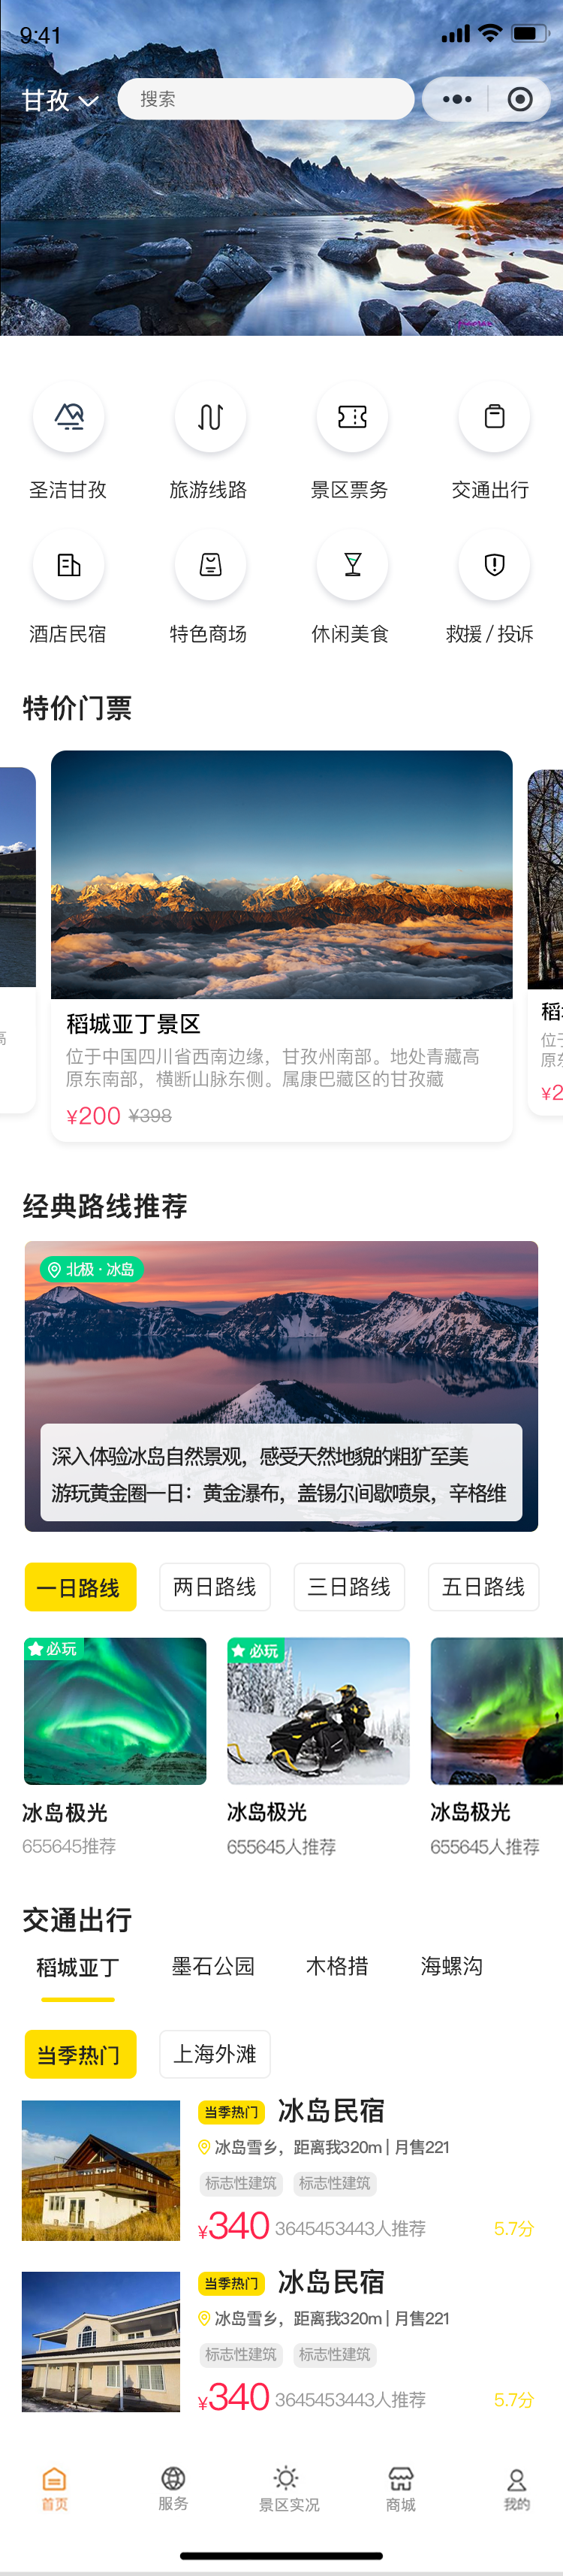 9:41
甘孜
搜索
圣洁甘孜 旅游线路 景区票务 交通出行
酒店民宿 特色商场 休闲美食 救援/投诉
特价门票
稻城亚丁景区
位于中国四川省西南边缘，甘孜州南部。地处青藏高
原东南部，横断山脉东侧。属康巴藏区的甘孜藏
¥200 ¥398
高
稻
位于
原东
¥2
经典路线推荐
北极·冰岛
深入体验冰岛自然景观，感受天然地貌的粗犷至美
游玩黄金圈一日：黄金瀑布，盖锡尔间歇喷泉，辛格维
一日路线 两日路线 三日路线 五日路线
必玩 必玩
冰岛极光 冰岛极光 冰岛极光
655645推荐 655645人推荐 655645人推荐
交通出行
稻城亚丁 墨石公园 木格措 海螺沟
当季热门 上海外滩
当季热门 冰岛民宿
冰岛雪乡，距离我320m | 月售221
标志性建筑 标志性建筑
¥340 3645453443人推荐 5.7分
当季热门 冰岛民宿
冰岛雪乡，距离我320m | 月售221
标志性建筑 标志性建筑
¥340 3645453443人推荐 5.7分
首页 服务 景区实况 商城 我的